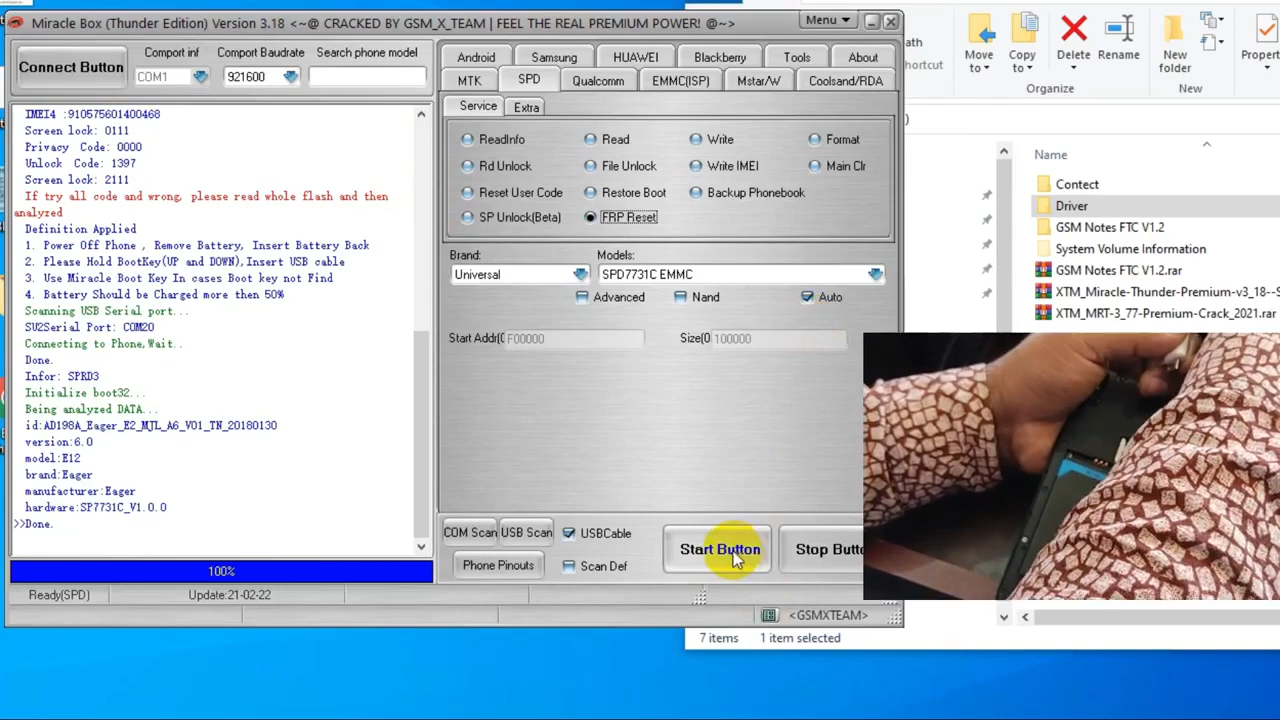 Miracle Box (Thunder Edition) Version 3.18 <~@ CRACKED BY GSM_X_TEAM | FEEL THE REAL PREMIUM POWER! @~>
Menu
Connect Button
Comport inf
Comport Baudrate
Search phone model
COM1
921600
Android
Samsung
HUAWEI
Blackberry
Tools
About
MTK
SPD
Qualcomm
EMMC(ISP)
Mstar/W
Coolsand/RDA
Service
Extra
ReadInfo
Read
Write
Format
Rd Unlock
File Unlock
Write IMEI
Main Clr
Reset User Code
Restore Boot
Backup Phonebook
SP Unlock(Beta)
FRP Reset
Brand:
Models:
Universal
SPD7731C EMMC
Advanced
Nand
Auto
Start Addr(0
F00000
Size(0
100000
IMEI4 :910575601400468
Screen lock: 0111
Privacy Code: 0000
Unlock Code: 1397
Screen lock: 2111
If try all code and wrong, please read whole flash and then
analyzed
Definition Applied
1. Power Off Phone , Remove Battery, Insert Battery Back
2. Please Hold BootKey(UP and DOWN),Insert USB cable
3. Use Miracle Boot Key In cases Boot key not Find
4. Battery Should be Charged more then 50%
Scanning USB Serial port...
SU2Serial Port: COM20
Connecting to Phone,Wait..
Done.
Infor: SPRD3
Initialize boot32...
Being analyzed DATA...
id:AD198A_Eager_E2_MJL_A6_V01_TN_20180130
version:6.0
model:E12
brand:Eager
manufacturer:Eager
hardware:SP7731C_V1.0.0
>>Done.
100%
COM Scan
USB Scan
USBCable
Start Button
Stop Butto
Phone Pinouts
Scan Def
Ready(SPD)
Update:21-02-22
<GSMXTEAM>
ath
hortcut
Move
to
Copy
to
Delete
Rename
New
folder
Propert
Organize
New
Name
Contect
Driver
GSM Notes FTC V1.2
System Volume Information
GSM Notes FTC V1.2.rar
XTM_Miracle-Thunder-Premium-v3_18--S
XTM_MRT-3_77-Premium-Crack_2021.rar
7 items
1 item selected